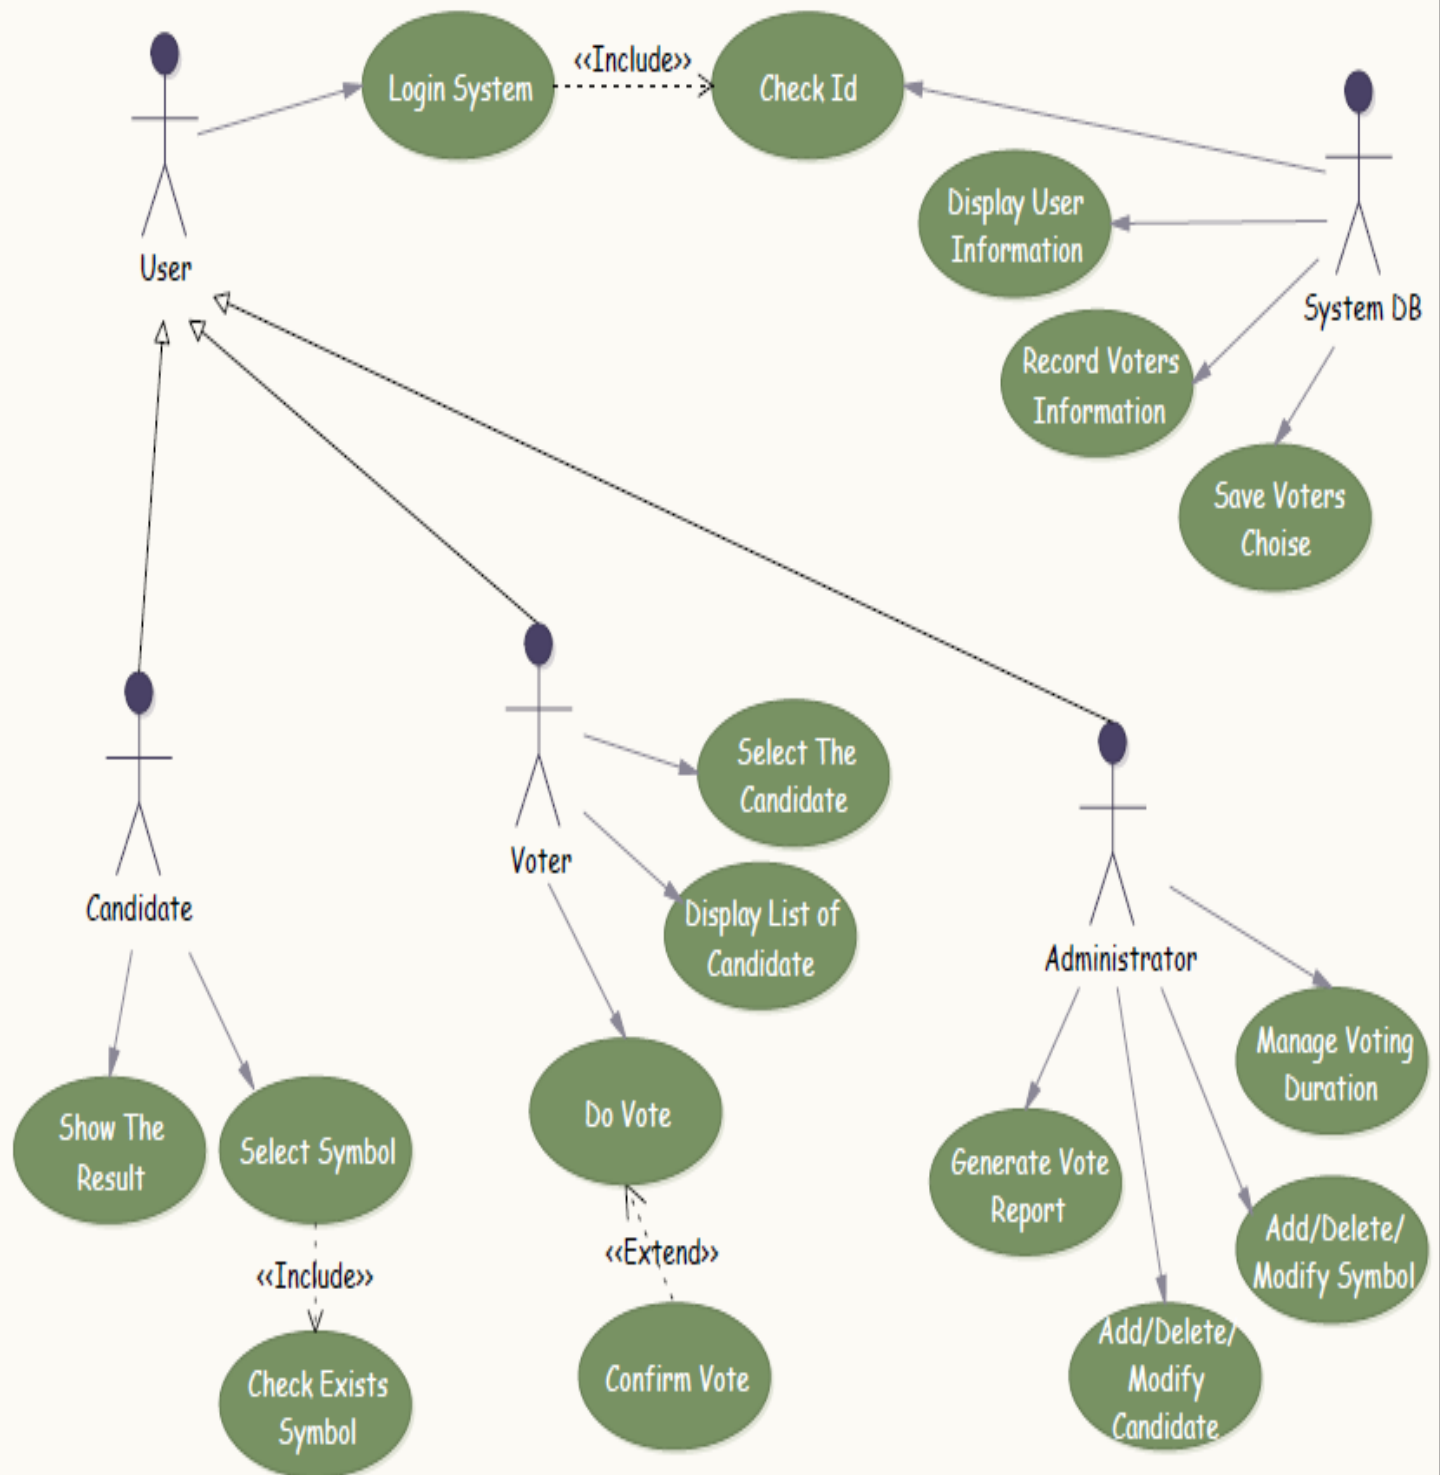 Login System
<<Include>>
Check Id
User
Display User
Information
System DB
Record Voters
Information
Save Voters
Choise
Candidate
Voter
Select The
Candidate
Display List of
Candidate
Administrator
Show The
Result
Select Symbol
<<Include>>
Check Exists
Symbol
Do Vote
<<Extend>>
Confirm Vote
Manage Voting
Duration
Generate Vote
Report
Add/Delete/
Modify Symbol
Add/Delete/
Modify
Candidate